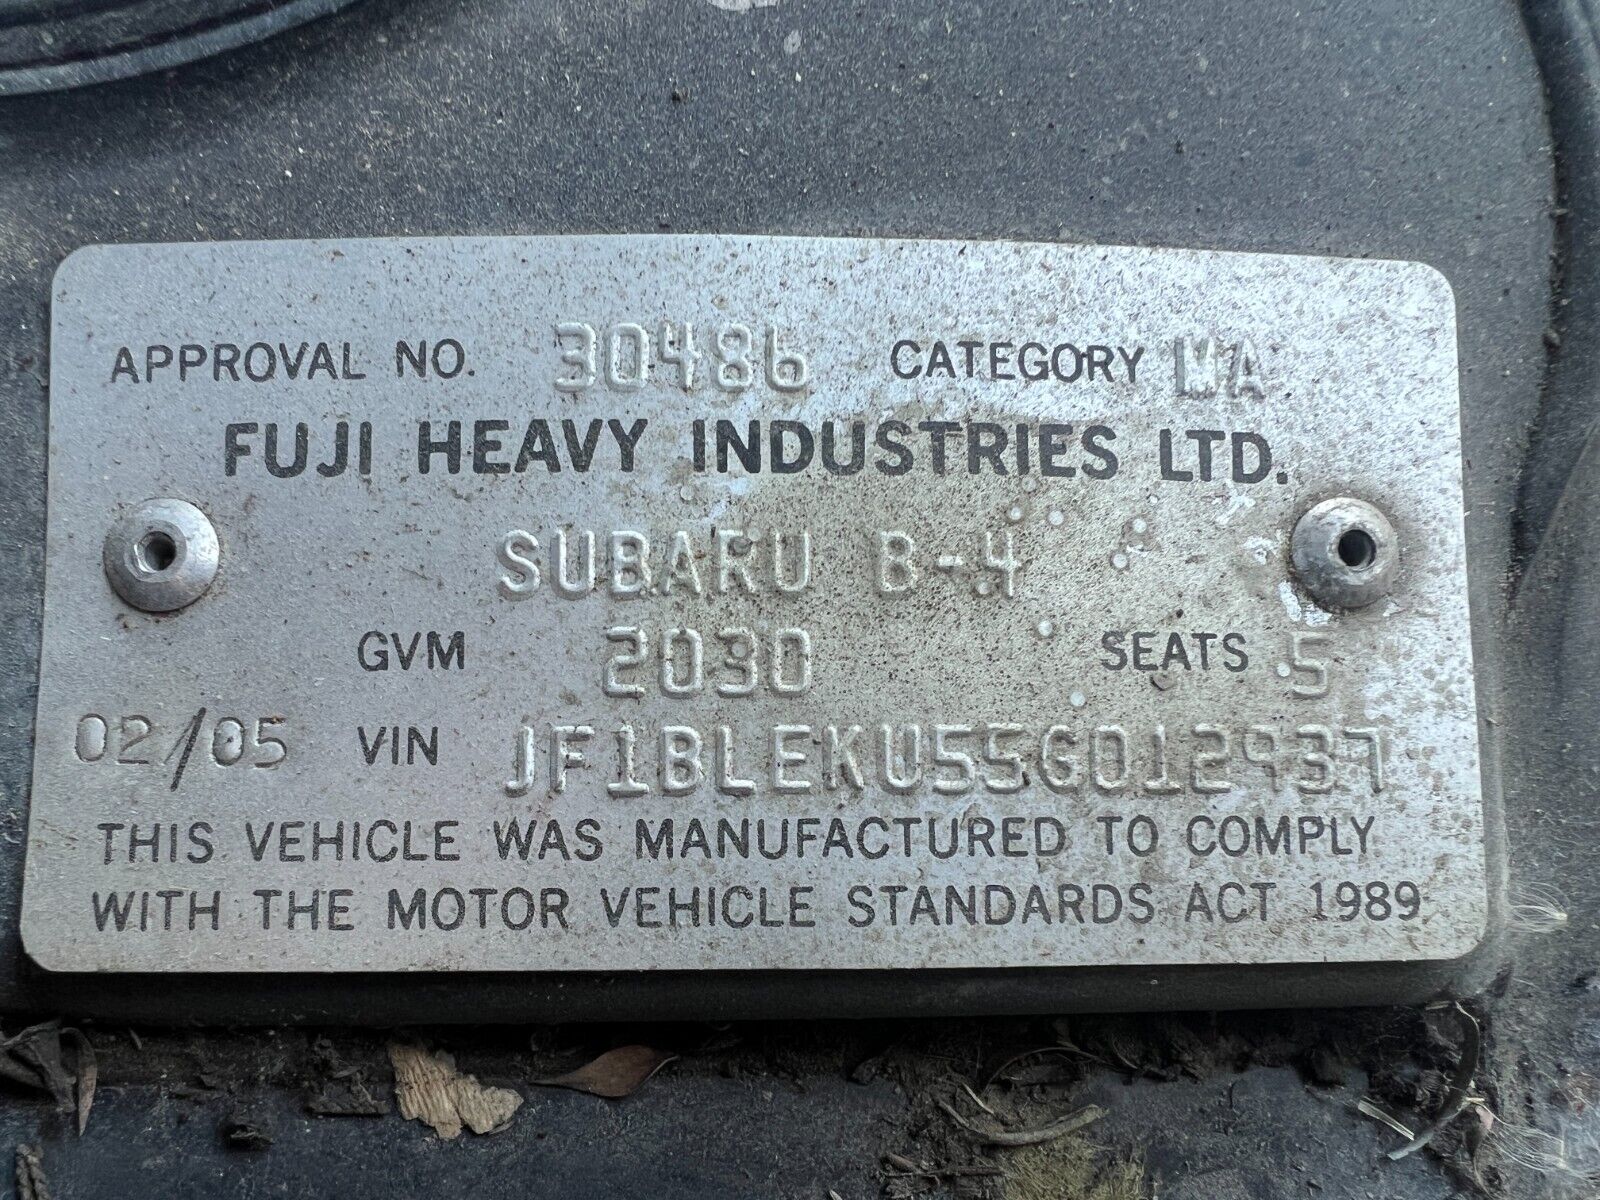 APPROVAL NO. 30486 CATEGORY MA
FUJI HEAVY INDUSTRIES LTD.
SUBARU B-4
GVM 2030 SEATS 5
02/05 VIN JF1BLEKU55G012937
THIS VEHICLE WAS MANUFACTURED TO COMPLY
WITH THE MOTOR VEHICLE STANDARDS ACT 1989